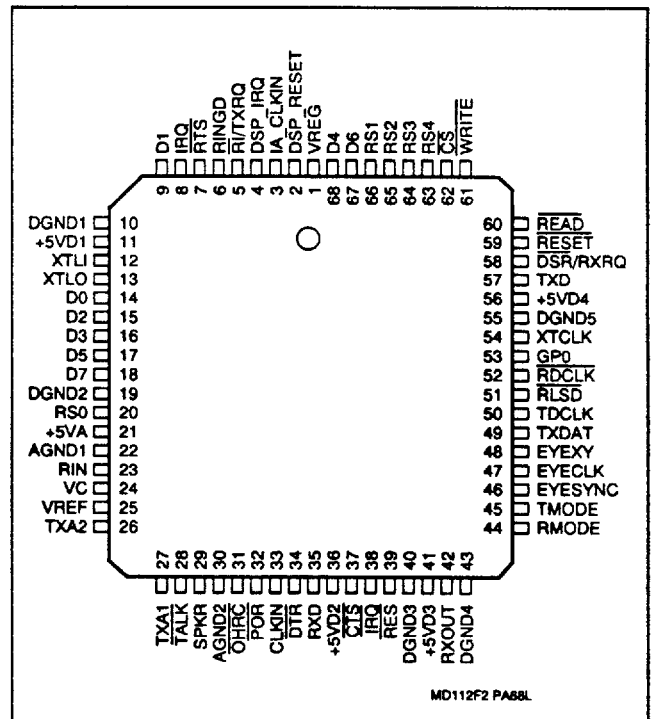 D1
IRQ
RTS
RINGD
RI/TXRQ
DSP_IRQ
IA_CLKIN
DSP_RESET
VREG
D4
D6
RS1
RS2
RS3
RS4
CS
WRITE
9 8 7 6 5 4 3 2 1 68 67 66 65 64 63 62 61
DGND1 10
+5VD1 11
XTLI 12
XTLO 13
D0 14
D2 15
D3 16
D5 17
D7 18
DGND2 19
RS0 20
+5VA 21
AGND1 22
RIN 23
VC 24
VREF 25
TXA2 26
60 READ
59 RESET
58 DSR/RXRQ
57 TXD
56 +5VD4
55 DGND5
54 XTCLK
53 GP0
52 RDCLK
51 RLSD
50 TDCLK
49 TXDAT
48 EYEXY
47 EYECLK
46 EYESYNC
45 TMODE
44 RMODE
27 28 29 30 31 32 33 34 35 36 37 38 39 40 41 42 43
TXA1
TALK
SPKR
AGND2
OHRC
POR
CLKIN
DTR
RXD
+5VD2
CTS
IRQ
RES
DGND3
+5VD3
RXOUT
DGND4
MD112F2 PA68L